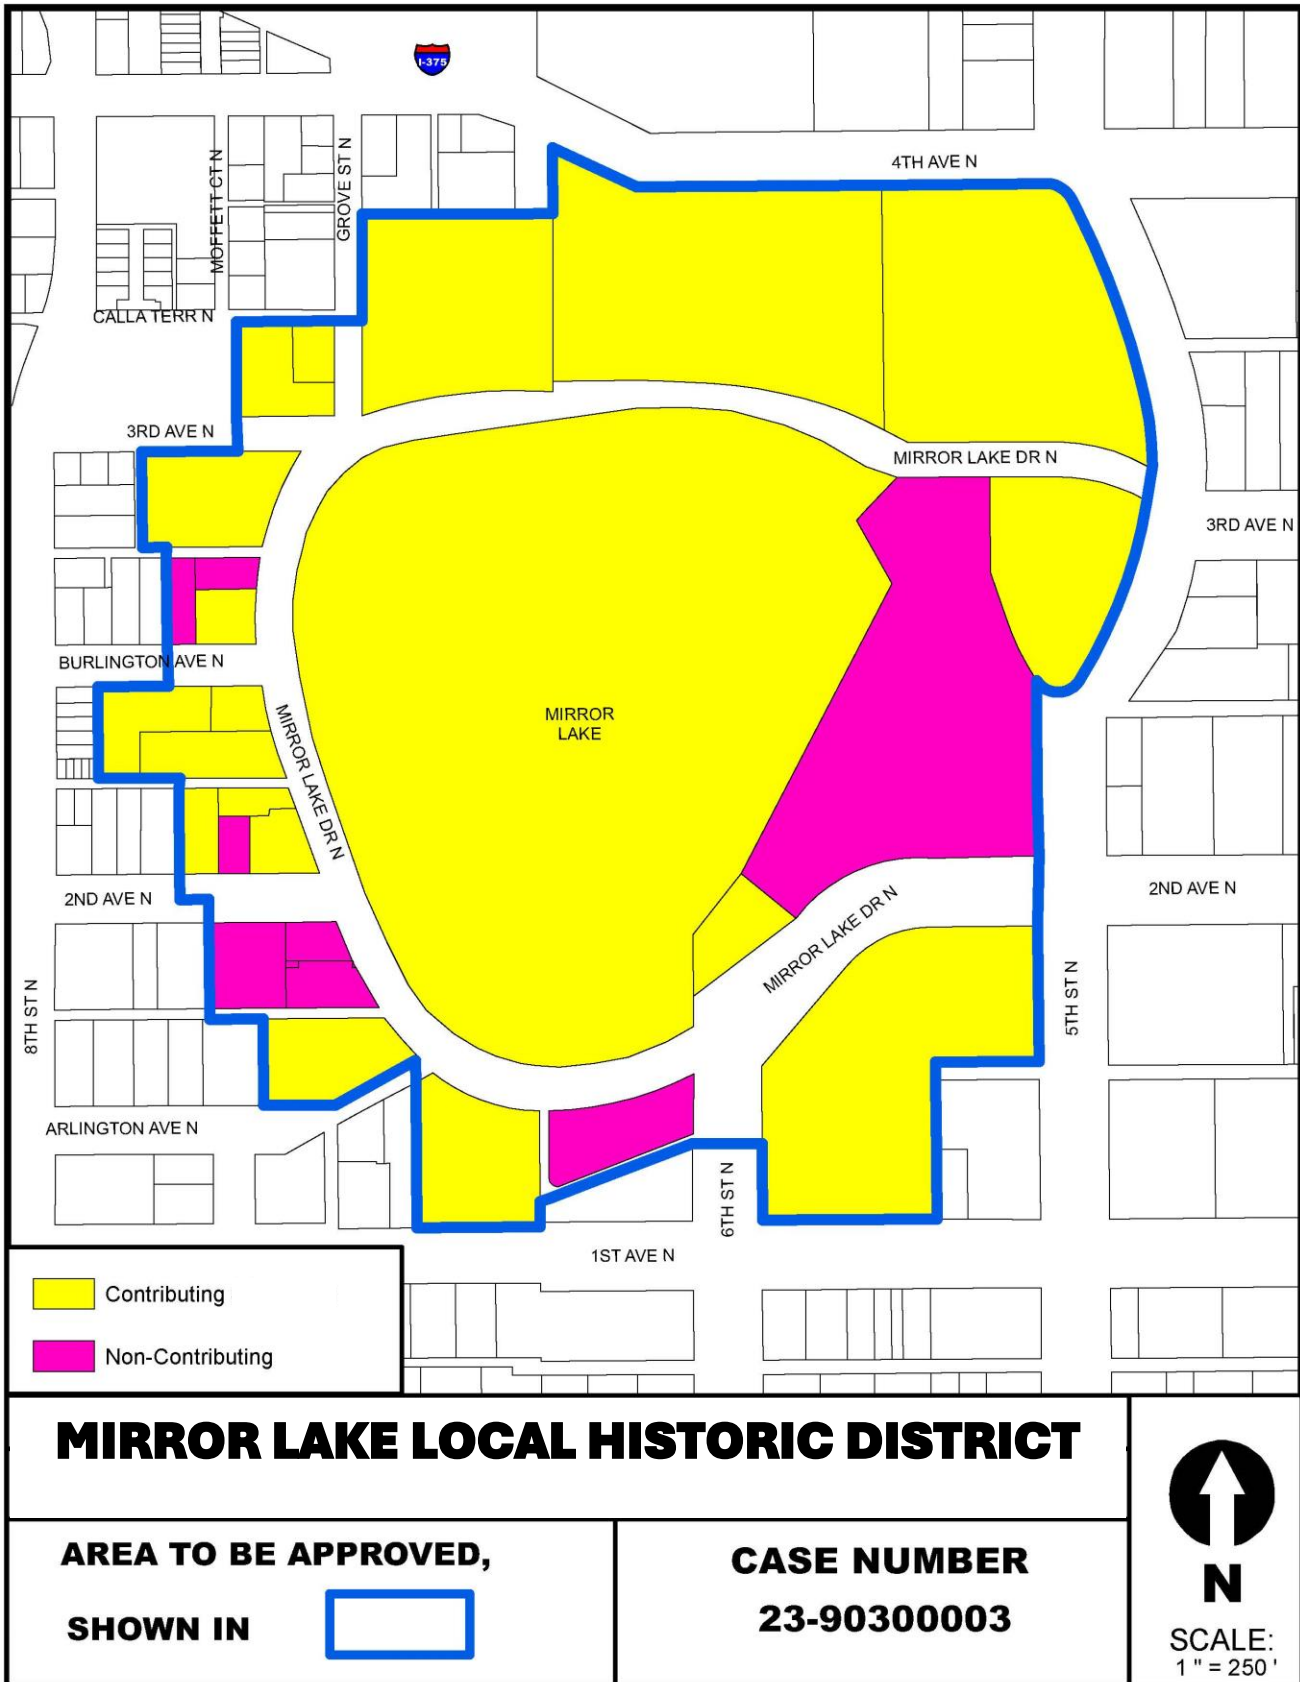 I-375
4TH AVE N
MOFFETT CT N
GROVE ST N
CALLA TERR N
3RD AVE N
MIRROR LAKE DR N
3RD AVE N
BURLINGTON AVE N
MIRROR
LAKE
MIRROR LAKE DR N
2ND AVE N
2ND AVE N
MIRROR LAKE DR N
8TH ST N
5TH ST N
ARLINGTON AVE N
6TH ST N
1ST AVE N
Contributing
Non-Contributing
MIRROR LAKE LOCAL HISTORIC DISTRICT
AREA TO BE APPROVED,
SHOWN IN
CASE NUMBER
23-90300003
N
SCALE:
1 " = 250 '